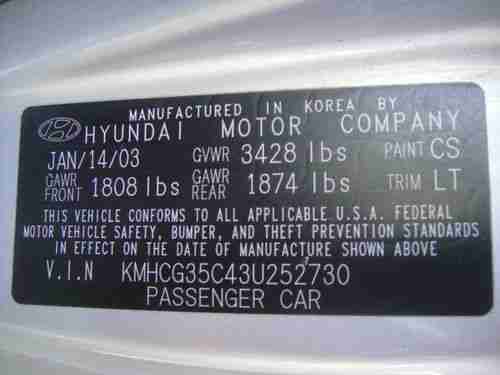 MANUFACTURED IN KOREA BY
HYUNDAI MOTOR COMPANY
JAN/14/03 GVWR 3428 lbs PAINT CS
GAWR FRONT 1808 lbs GAWR REAR 1874 lbs TRIM LT
THIS VEHICLE CONFORMS TO ALL APPLICABLE U.S.A. FEDERAL
MOTOR VEHICLE SAFETY, BUMPER, AND THEFT PREVENTION STANDARDS
IN EFFECT ON THE DATE OF MANUFACTURE SHOWN ABOVE
V.I.N KMHCG35C43U252730
PASSENGER CAR